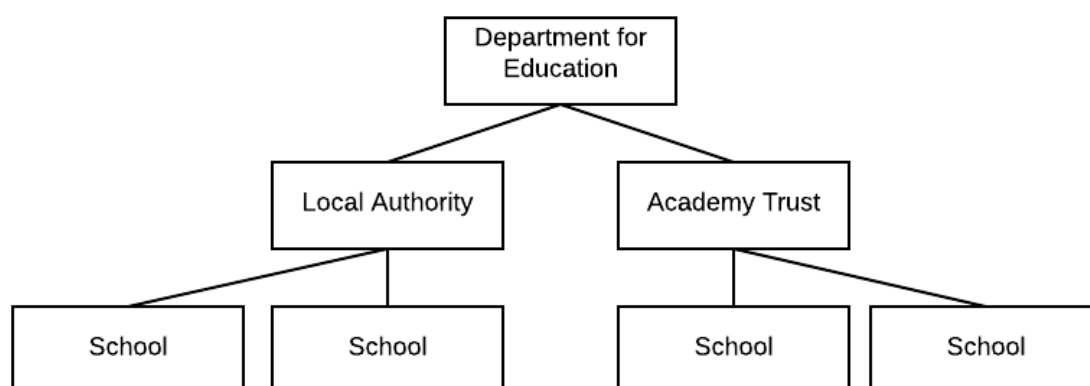 Department for
Education
Local Authority
Academy Trust
School
School
School
School